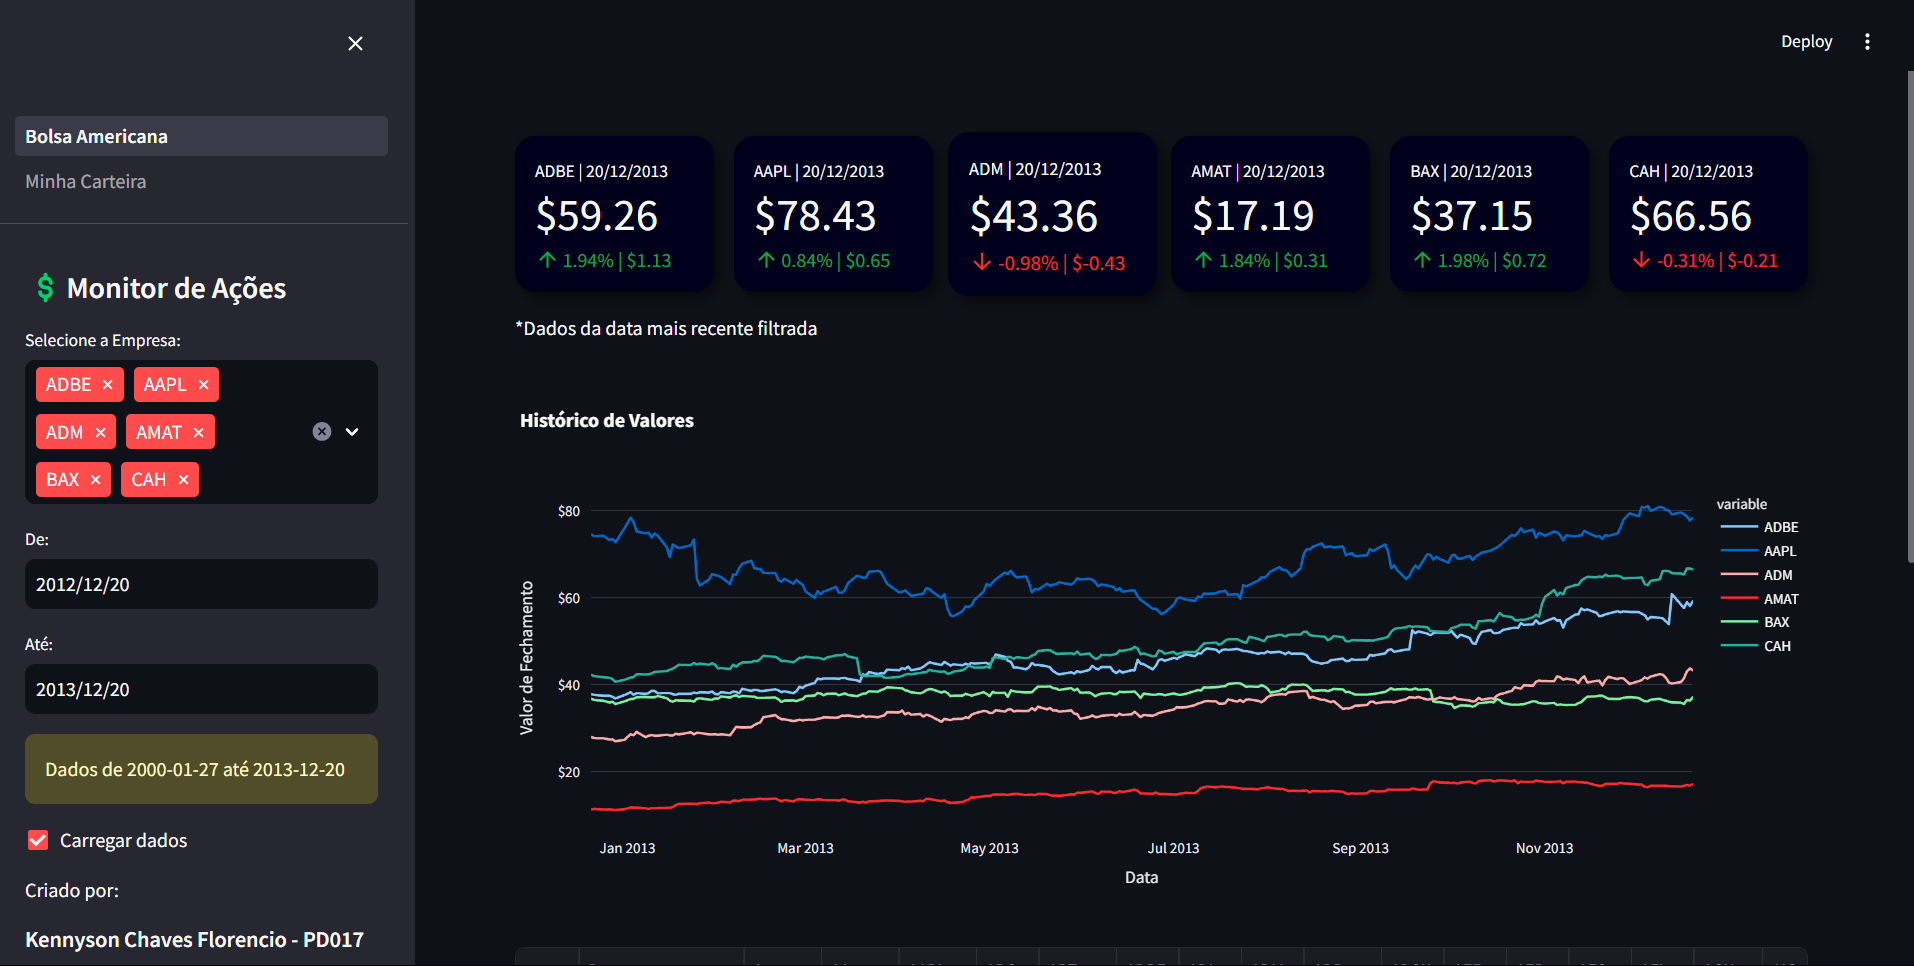 Deploy
Bolsa Americana
Minha Carteira
Monitor de Ações
Selecione a Empresa:
ADBE AAPL
ADM AMAT
BAX CAH
De:
2012/12/20
Até:
2013/12/20
Dados de 2000-01-27 até 2013-12-20
Carregar dados
Criado por:
Kennyson Chaves Florencio - PD017
ADBE | 20/12/2013
$59.26
1.94% | $1.13
AAPL | 20/12/2013
$78.43
0.84% | $0.65
ADM | 20/12/2013
$43.36
-0.98% | $-0.43
AMAT | 20/12/2013
$17.19
1.84% | $0.31
BAX | 20/12/2013
$37.15
1.98% | $0.72
CAH | 20/12/2013
$66.56
-0.31% | $-0.21
*Dados da data mais recente filtrada
Histórico de Valores
Valor de Fechamento
$80
$60
$40
$20
Jan 2013 Mar 2013 May 2013 Jul 2013 Sep 2013 Nov 2013
Data
variable
ADBE
AAPL
ADM
AMAT
BAX
CAH